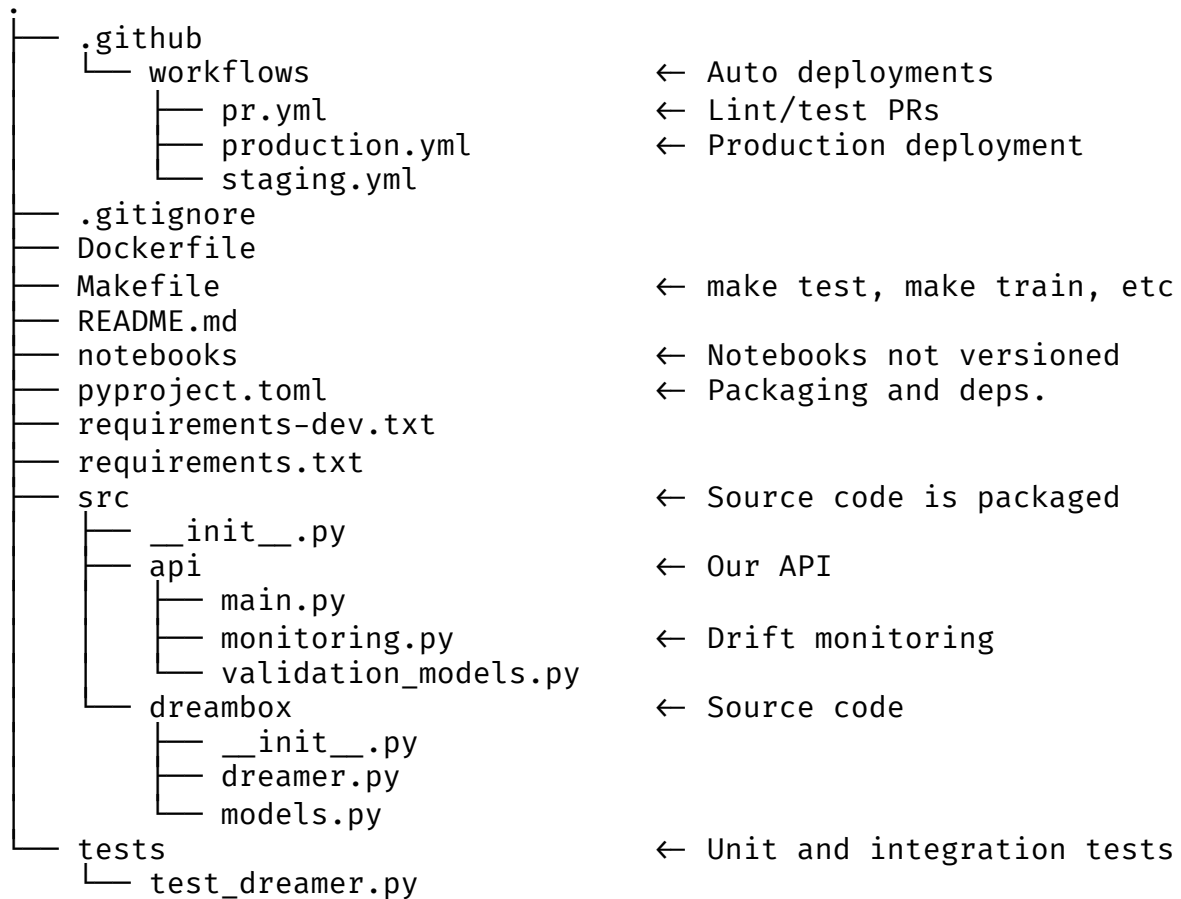 .
├── .github
│   └── workflows                    ← Auto deployments
│       ├── pr.yml                   ← Lint/test PRs
│       ├── production.yml           ← Production deployment
│       └── staging.yml
├── .gitignore
├── Dockerfile
├── Makefile                         ← make test, make train, etc
├── README.md
├── notebooks                        ← Notebooks not versioned
├── pyproject.toml                   ← Packaging and deps.
├── requirements-dev.txt
├── requirements.txt
├── src                              ← Source code is packaged
│   ├── __init__.py
│   ├── api                          ← Our API
│   │   ├── main.py
│   │   ├── monitoring.py            ← Drift monitoring
│   │   └── validation_models.py
│   └── dreambox                     ← Source code
│       ├── __init__.py
│       ├── dreamer.py
│       └── models.py
└── tests                            ← Unit and integration tests
    └── test_dreamer.py